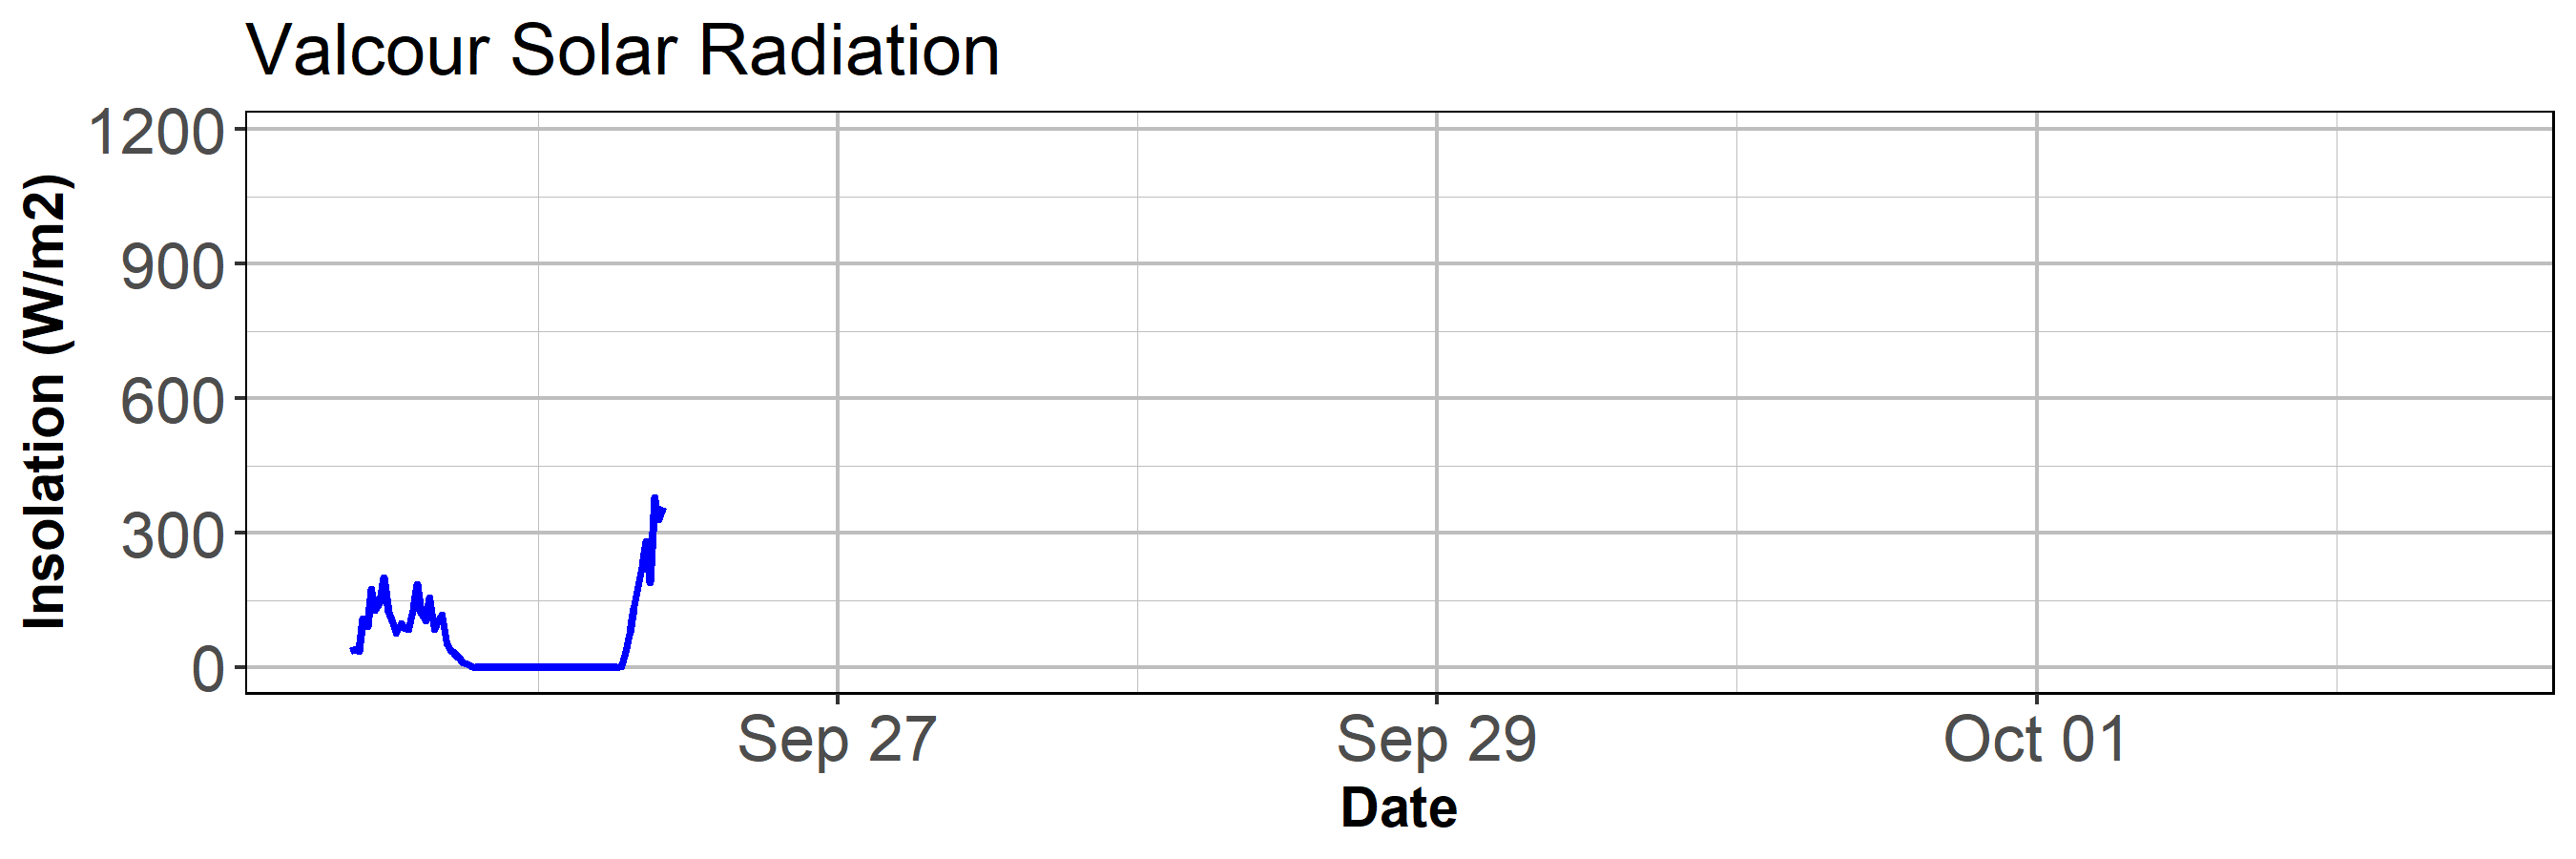 Valcour Solar Radiation
Insolation (W/m2)
1200
900
600
300
0
Sep 27 Sep 29 Oct 01
Date